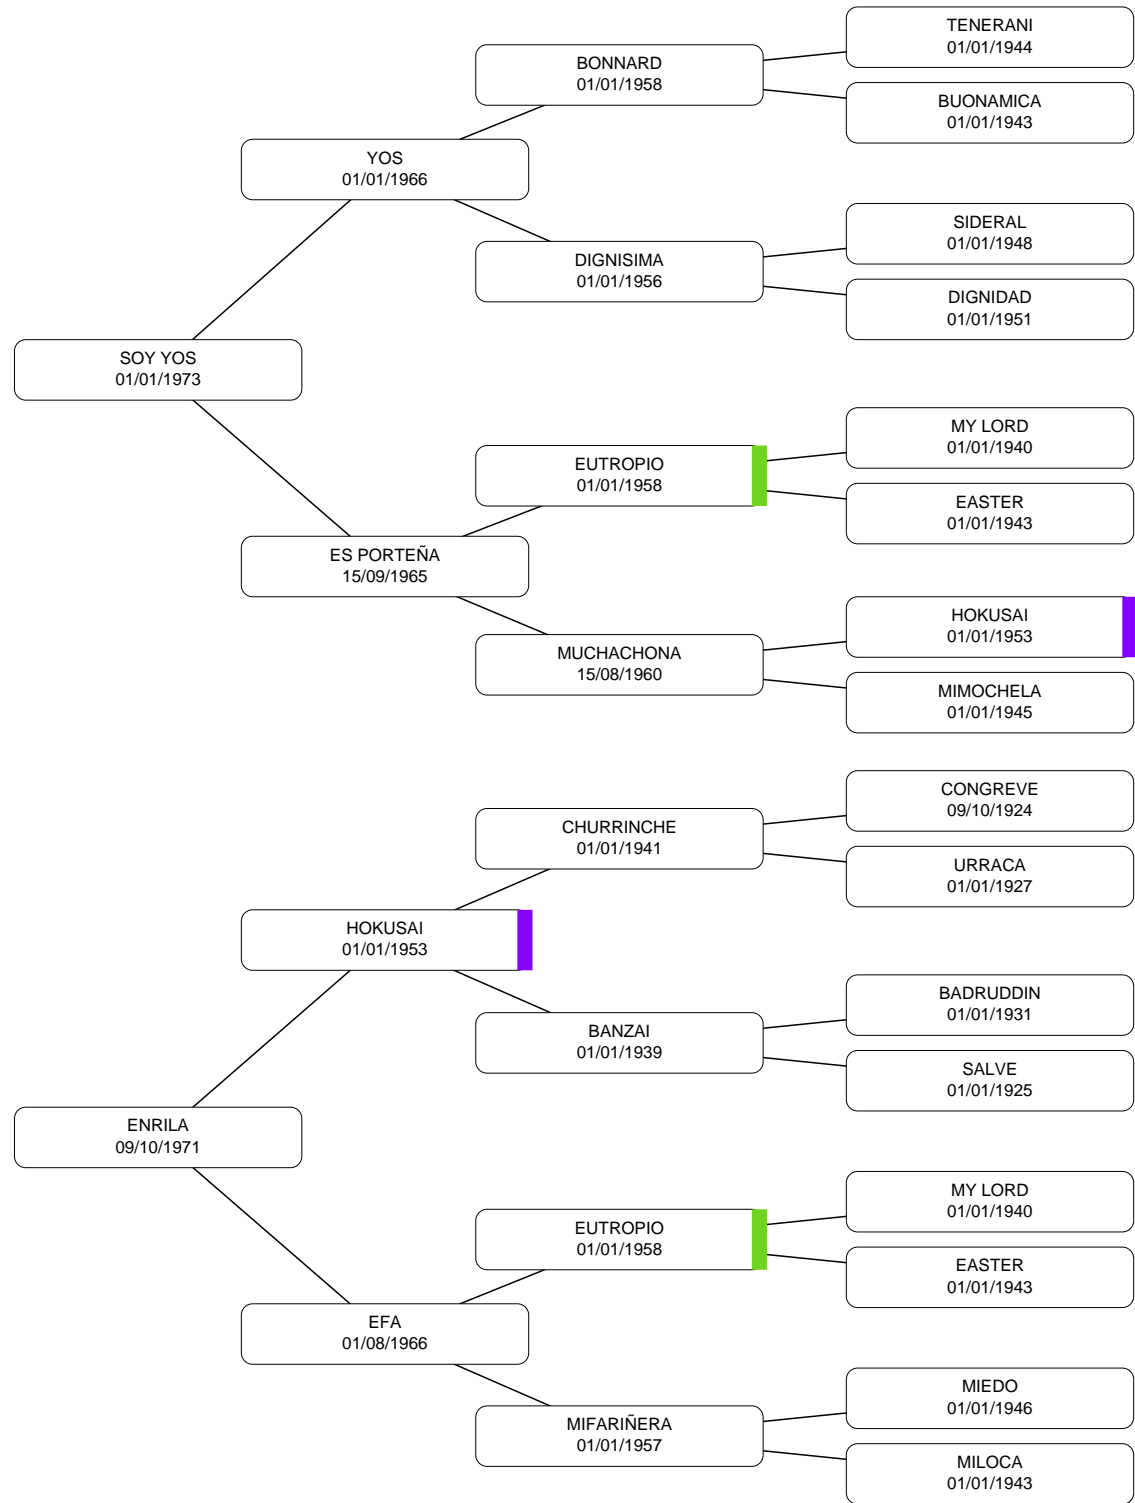 TENERANI
01/01/1944
BONNARD
01/01/1958
BUONAMICA
01/01/1943
YOS
01/01/1966
SIDERAL
01/01/1948
DIGNISIMA
01/01/1956
DIGNIDAD
01/01/1951
SOY YOS
01/01/1973
MY LORD
01/01/1940
EUTROPIO
01/01/1958
EASTER
01/01/1943
ES PORTEÑA
15/09/1965
HOKUSAI
01/01/1953
MUCHACHONA
15/08/1960
MIMOCHELA
01/01/1945
CONGREVE
09/10/1924
CHURRINCHE
01/01/1941
URRACA
01/01/1927
HOKUSAI
01/01/1953
BADRUDDIN
01/01/1931
BANZAI
01/01/1939
SALVE
01/01/1925
ENRILA
09/10/1971
MY LORD
01/01/1940
EUTROPIO
01/01/1958
EASTER
01/01/1943
EFA
01/08/1966
MIEDO
01/01/1946
MIFARIÑERA
01/01/1957
MILOCA
01/01/1943